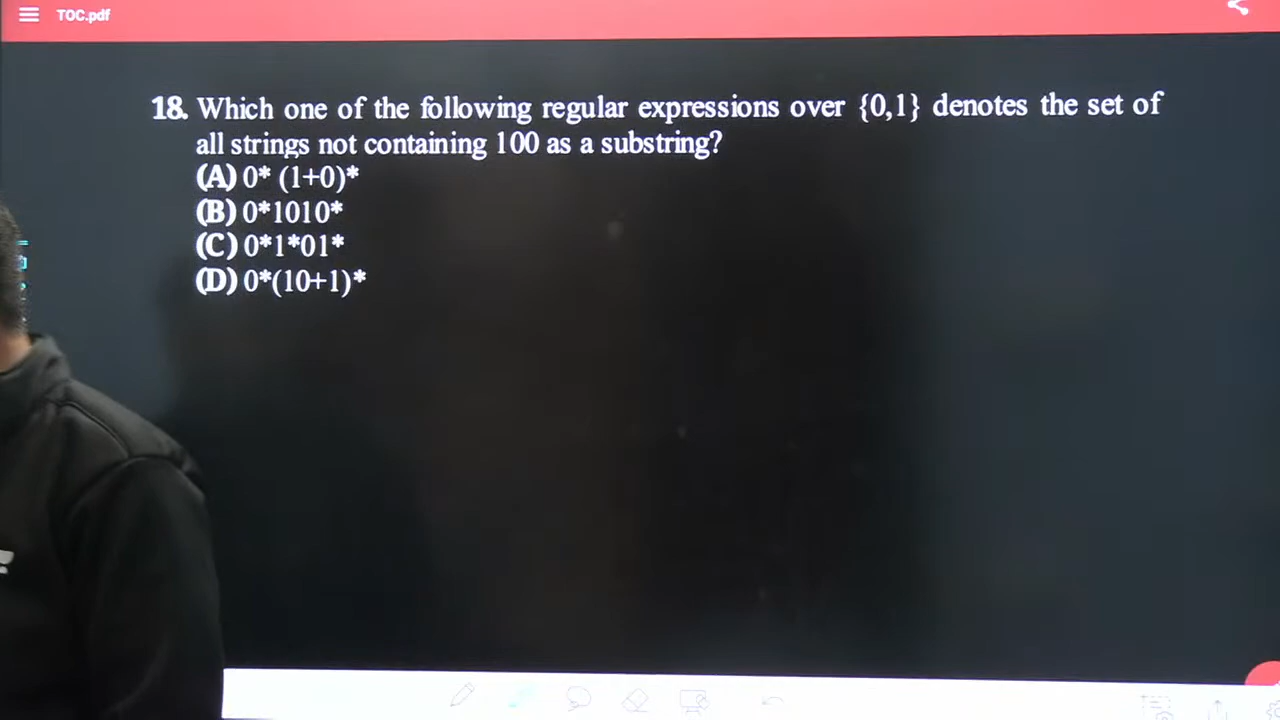 TOC.pdf
18. Which one of the following regular expressions over {0,1} denotes the set of
all strings not containing 100 as a substring?
(A) 0* (1+0)*
(B) 0*1010*
(C) 0*1*01*
(D) 0*(10+1)*